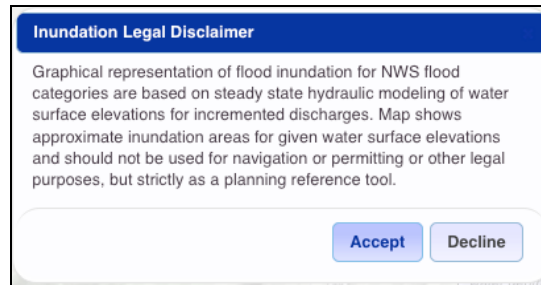 Inundation Legal Disclaimer
Graphical representation of flood inundation for NWS flood
categories are based on steady state hydraulic modeling of water
surface elevations for incremented discharges. Map shows
approximate inundation areas for given water surface elevations
and should not be used for navigation or permitting or other legal
purposes, but strictly as a planning reference tool.
Accept
Decline